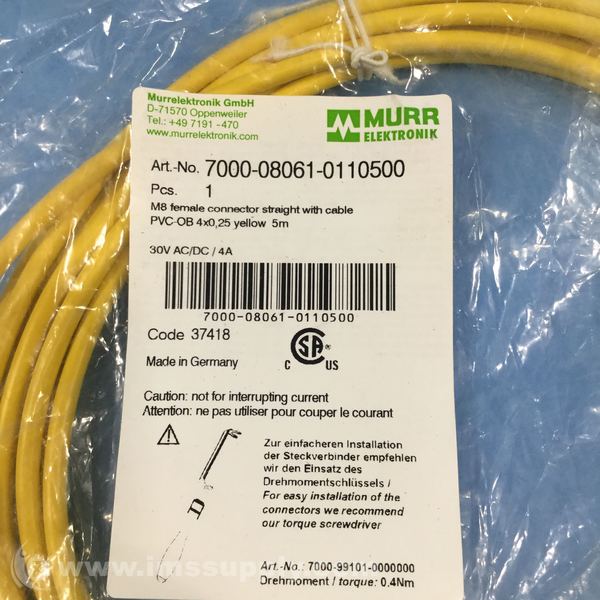 Murrelektronik GmbH
D-71570 Oppenweiler
Tel.: +49 7191 -470
www.murrelektronik.com
MURR
ELEKTRONIK
Art.-No. 7000-08061-0110500
Pcs. 1
M8 female connector straight with cable
PVC-OB 4x0,25 yellow 5m
30V AC/DC / 4A
7000-08061-0110500
Code 37418
Made in Germany
C SA US
Caution: not for interrupting current
Attention: ne pas utiliser pour couper le courant
Zur einfacheren Installation
der Steckverbinder empfehlen
wir den Einsatz des
Drehmomentschlüssels /
For easy installation of the
connectors we recommend
our torque screwdriver
Art.-No. 7000-99101-0000000
Drehmoment / torque: 0.4Nm
© www.imssupply